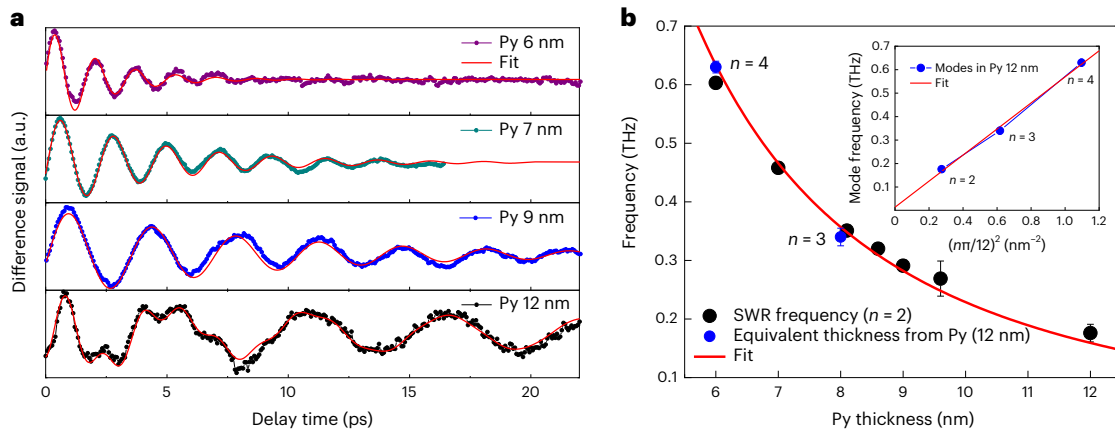 a
Py 6 nm
Fit
Py 7 nm
Py 9 nm
Py 12 nm
Difference signal (a.u.)
0 5 10 15 20
Delay time (ps)
b
0.7
0.6
0.5
0.4
0.3
0.2
0.1
Frequency (THz)
n = 4
n = 3
SWR frequency (n = 2)
Equivalent thickness from Py (12 nm)
Fit
6 7 8 9 10 11 12
Py thickness (nm)
0.7
0.6
0.5
0.4
0.3
0.2
0.1
Mode frequency (THz)
Modes in Py 12 nm
Fit
n = 4
n = 3
n = 2
0 0.2 0.4 0.6 0.8 1.0 1.2
(nπ/12)² (nm⁻²)